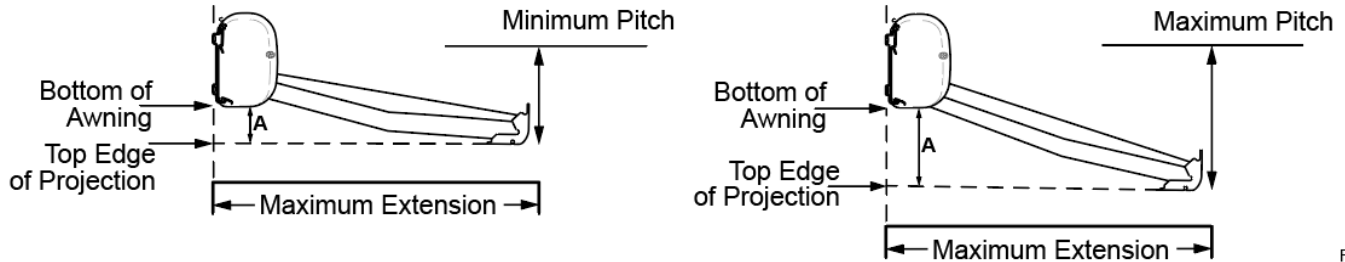 Minimum Pitch
Bottom of
Awning
A
Top Edge
of Projection
Maximum Extension
Maximum Pitch
Bottom of
Awning
A
Top Edge
of Projection
Maximum Extension
F